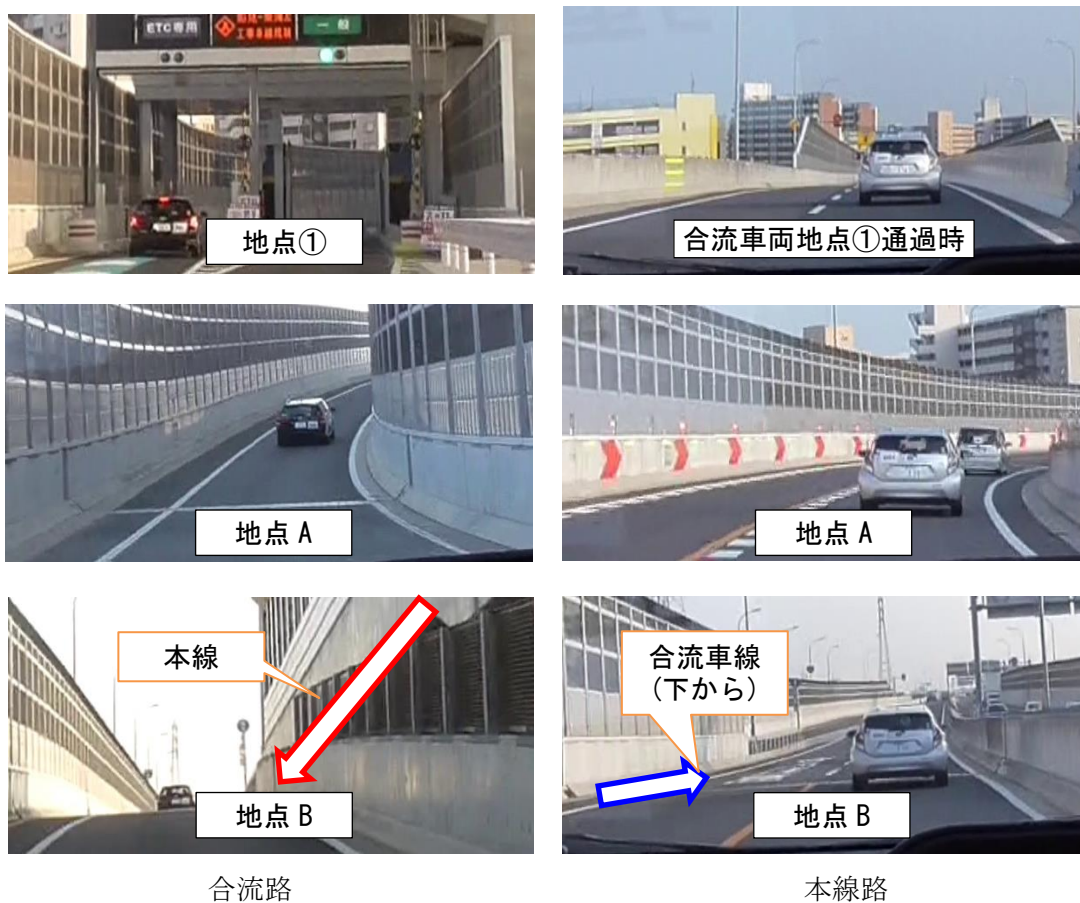 ETC専用
一般
地点①
合流車両地点①通過時
地点 A
地点 A
本線
合流車線
(下から)
地点 B
地点 B
合流路
本線路